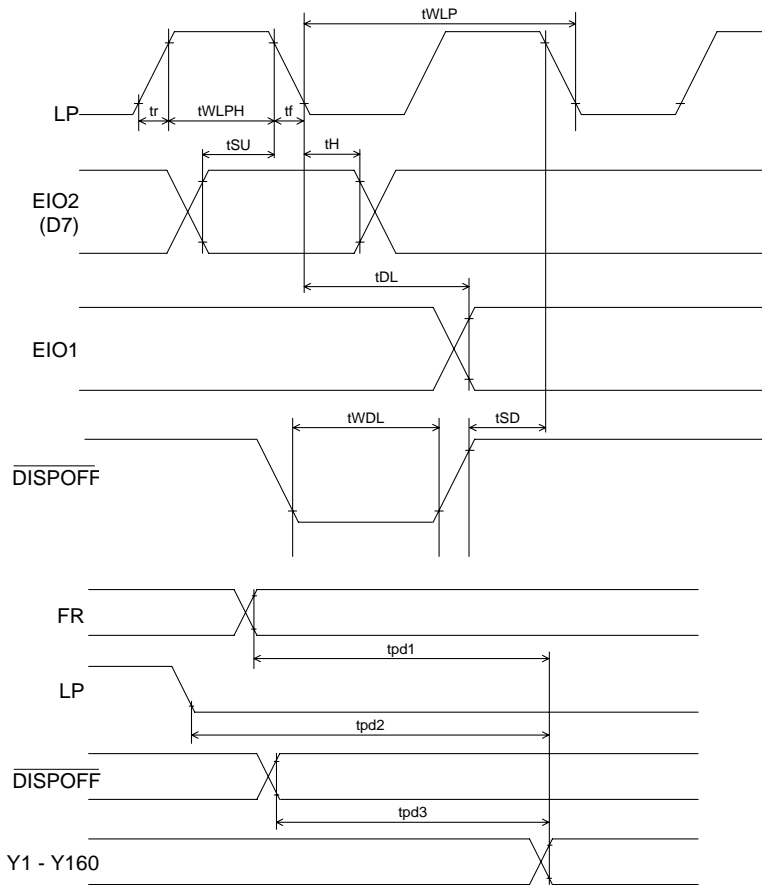 tWLP
LP
tr
tWLPH
tf
tSU
tH
EIO2
(D7)
tDL
EIO1
tWDL
tSD
DISPOFF
FR
tpd1
LP
tpd2
DISPOFF
tpd3
Y1 - Y160